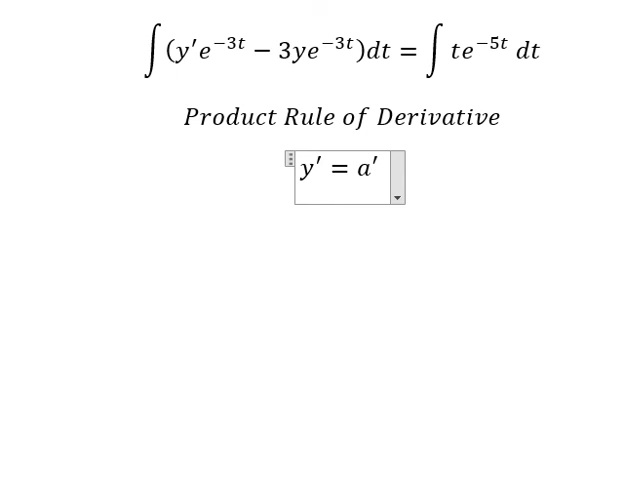 ∫(y′e⁻³ᵗ − 3ye⁻³ᵗ)dt = ∫ te⁻⁵ᵗ dt
Product Rule of Derivative
y′ = a′